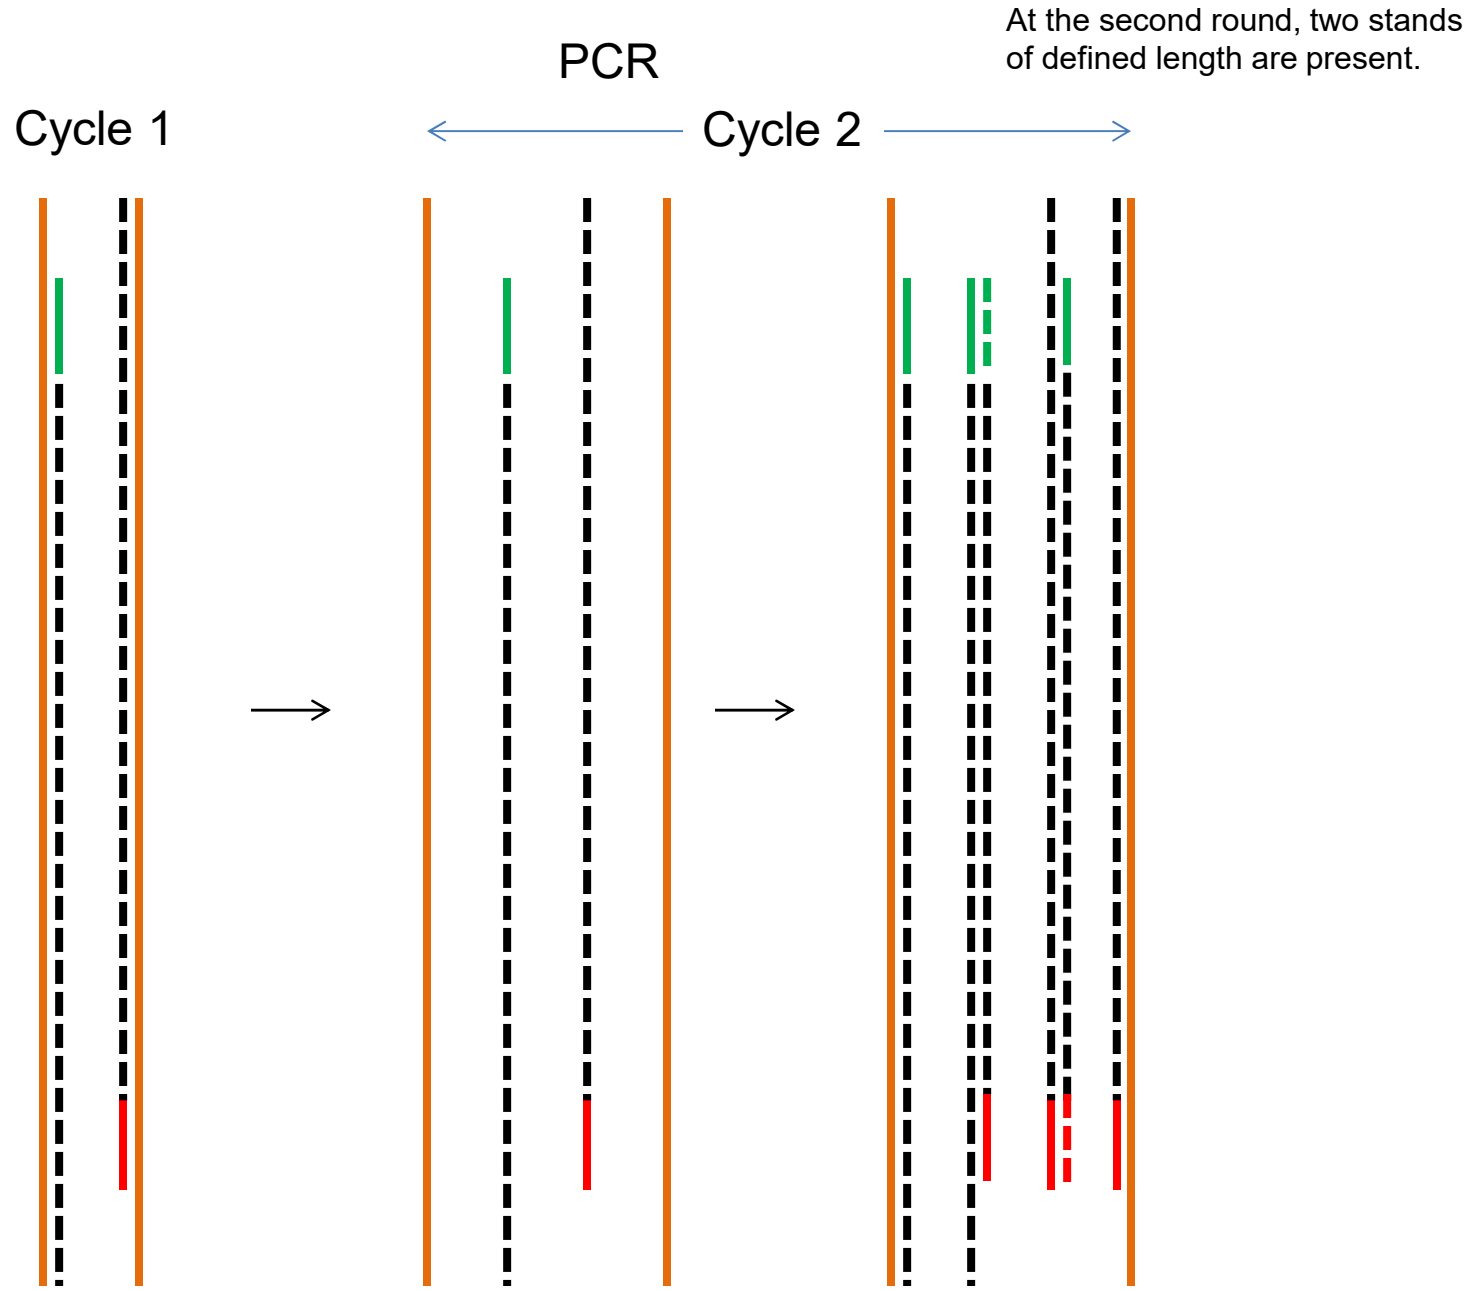 At the second round, two stands
of defined length are present.
PCR
Cycle 1
Cycle 2